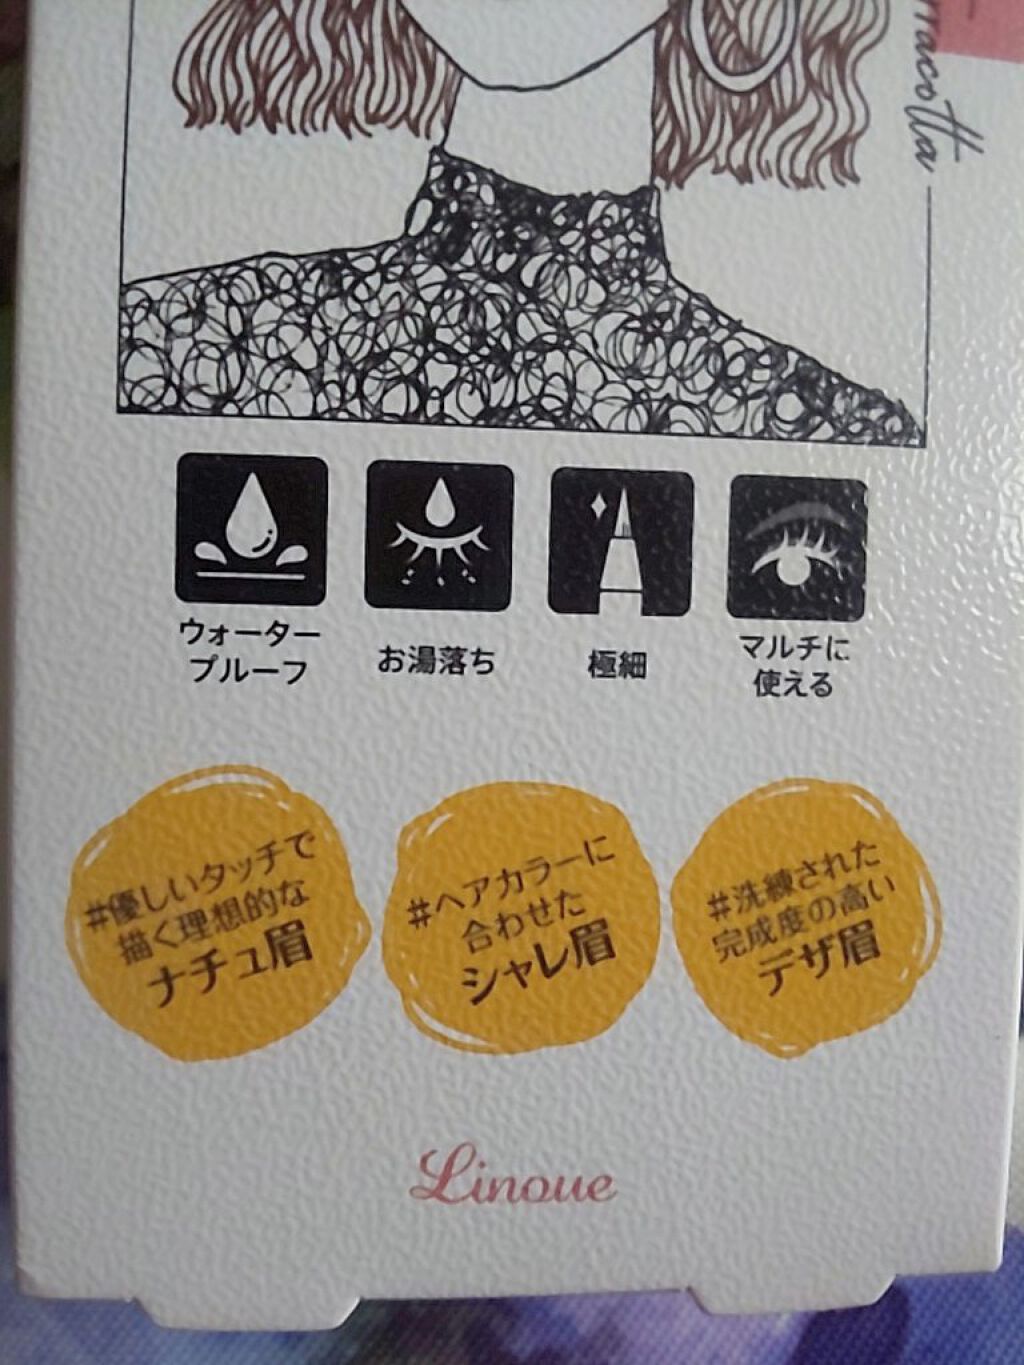 ウォーター
プルーフ
お湯落ち
極細
マルチに
使える
#優しいタッチで
描く理想的な
ナチュ眉
#ヘアカラーに
合わせた
シャレ眉
#洗練された
完成度の高い
デザ眉
Linoue